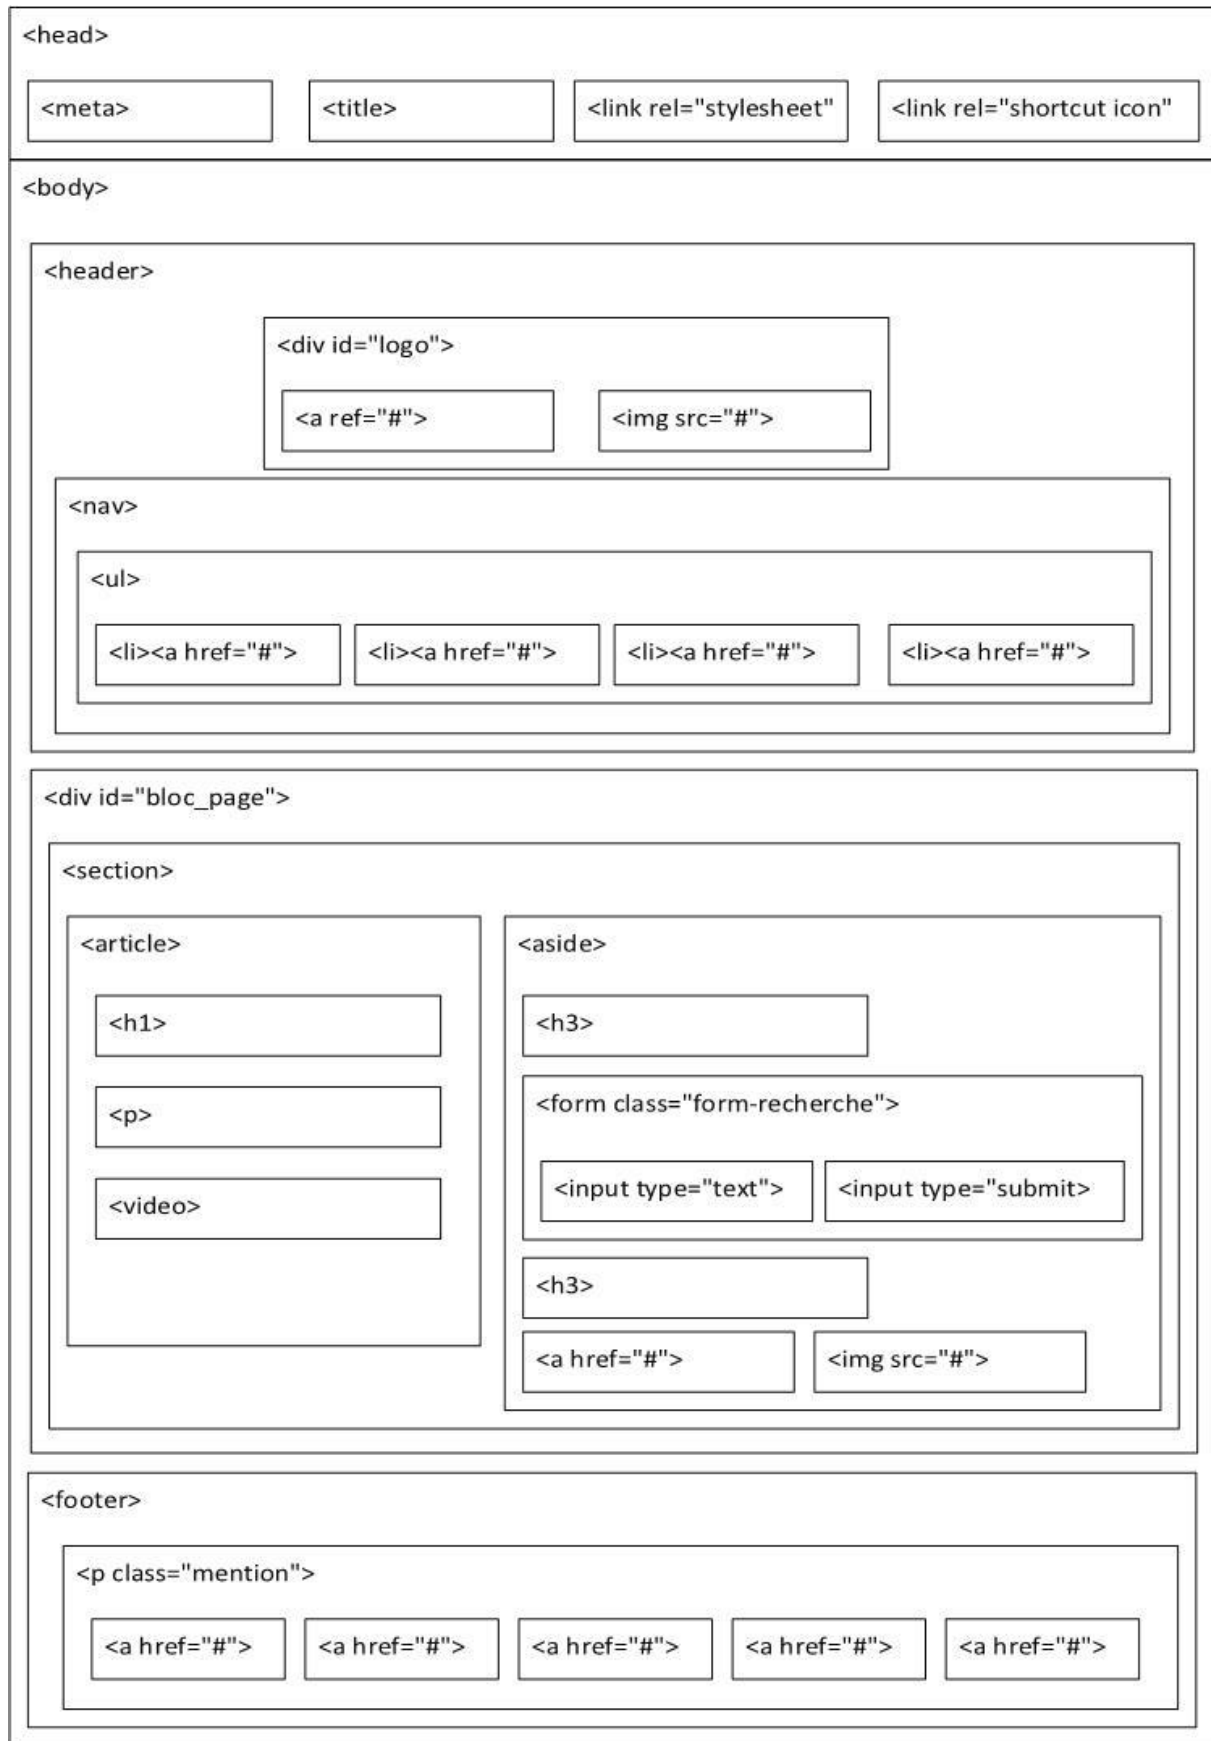 <head>
<meta> <title> <link rel="stylesheet" <link rel="shortcut icon"
<body>
<header>
<div id="logo">
<a ref="#"> <img src="#">
<nav>
<ul>
<li><a href="#"> <li><a href="#"> <li><a href="#"> <li><a href="#">
<div id="bloc_page">
<section>
<article>
<h1>
<p>
<video>
<aside>
<h3>
<form class="form-recherche">
<input type="text"> <input type="submit>
<h3>
<a href="#"> <img src="#">
<footer>
<p class="mention">
<a href="#"> <a href="#"> <a href="#"> <a href="#"> <a href="#">